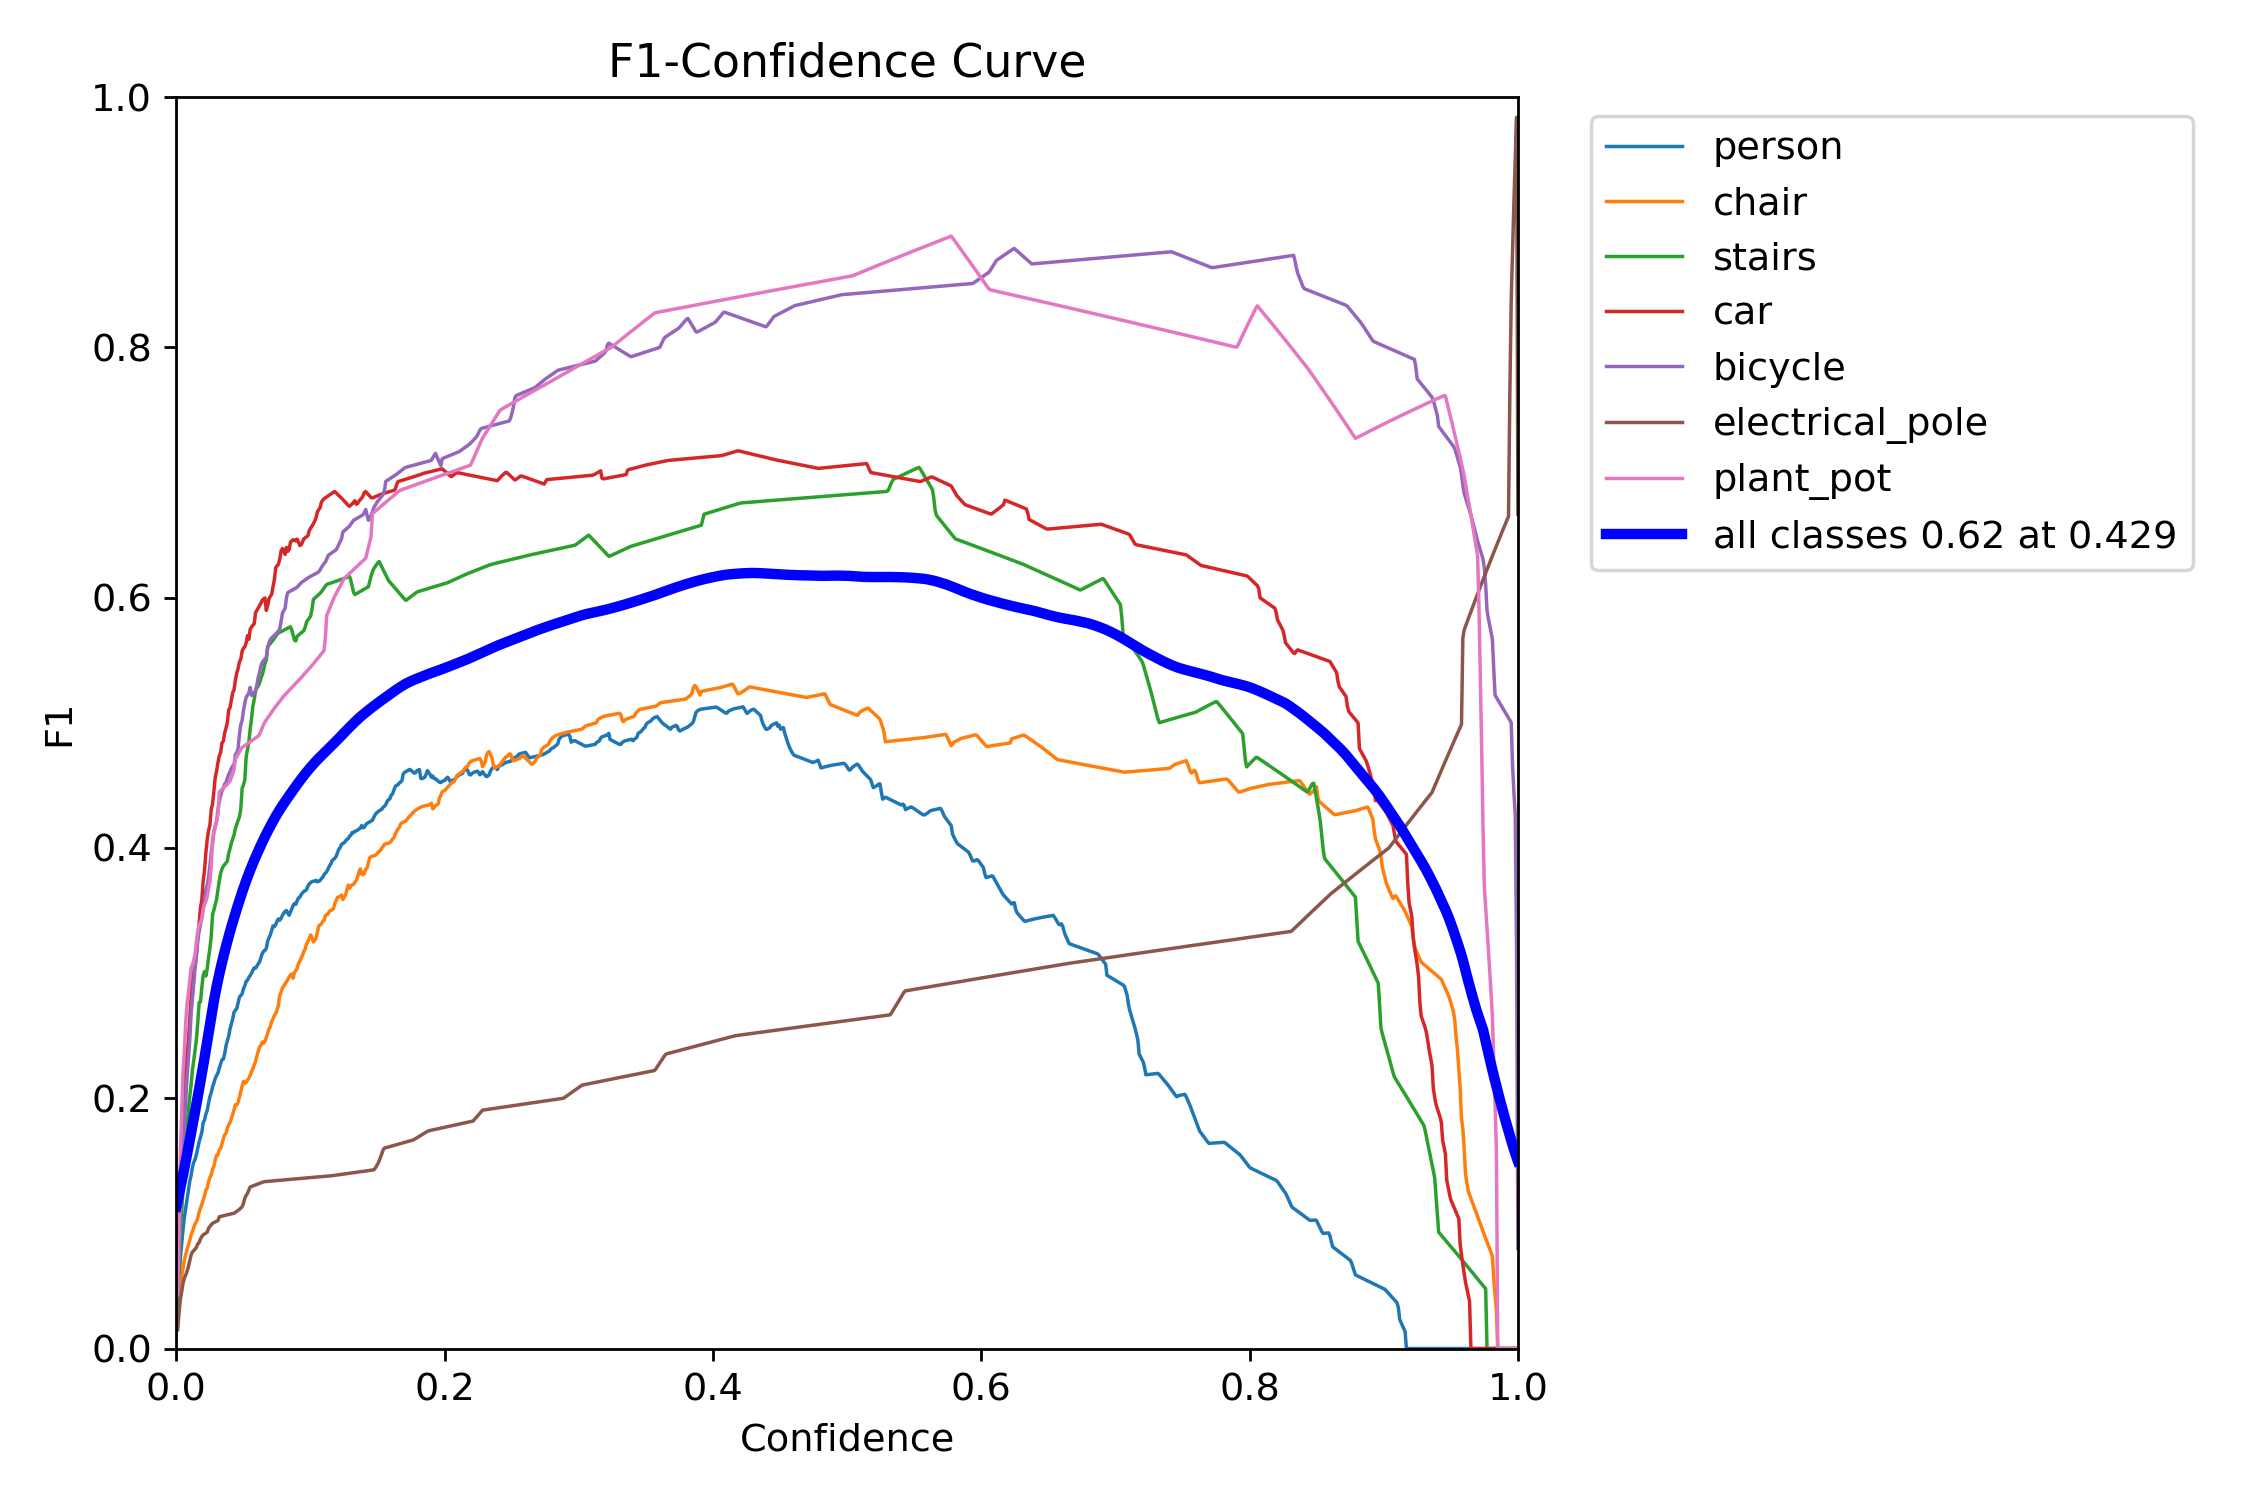 F1-Confidence Curve
1.0
0.8
0.6
0.4
0.2
0.0
F1
0.0 0.2 0.4 0.6 0.8 1.0
Confidence
person
chair
stairs
car
bicycle
electrical_pole
plant_pot
all classes 0.62 at 0.429